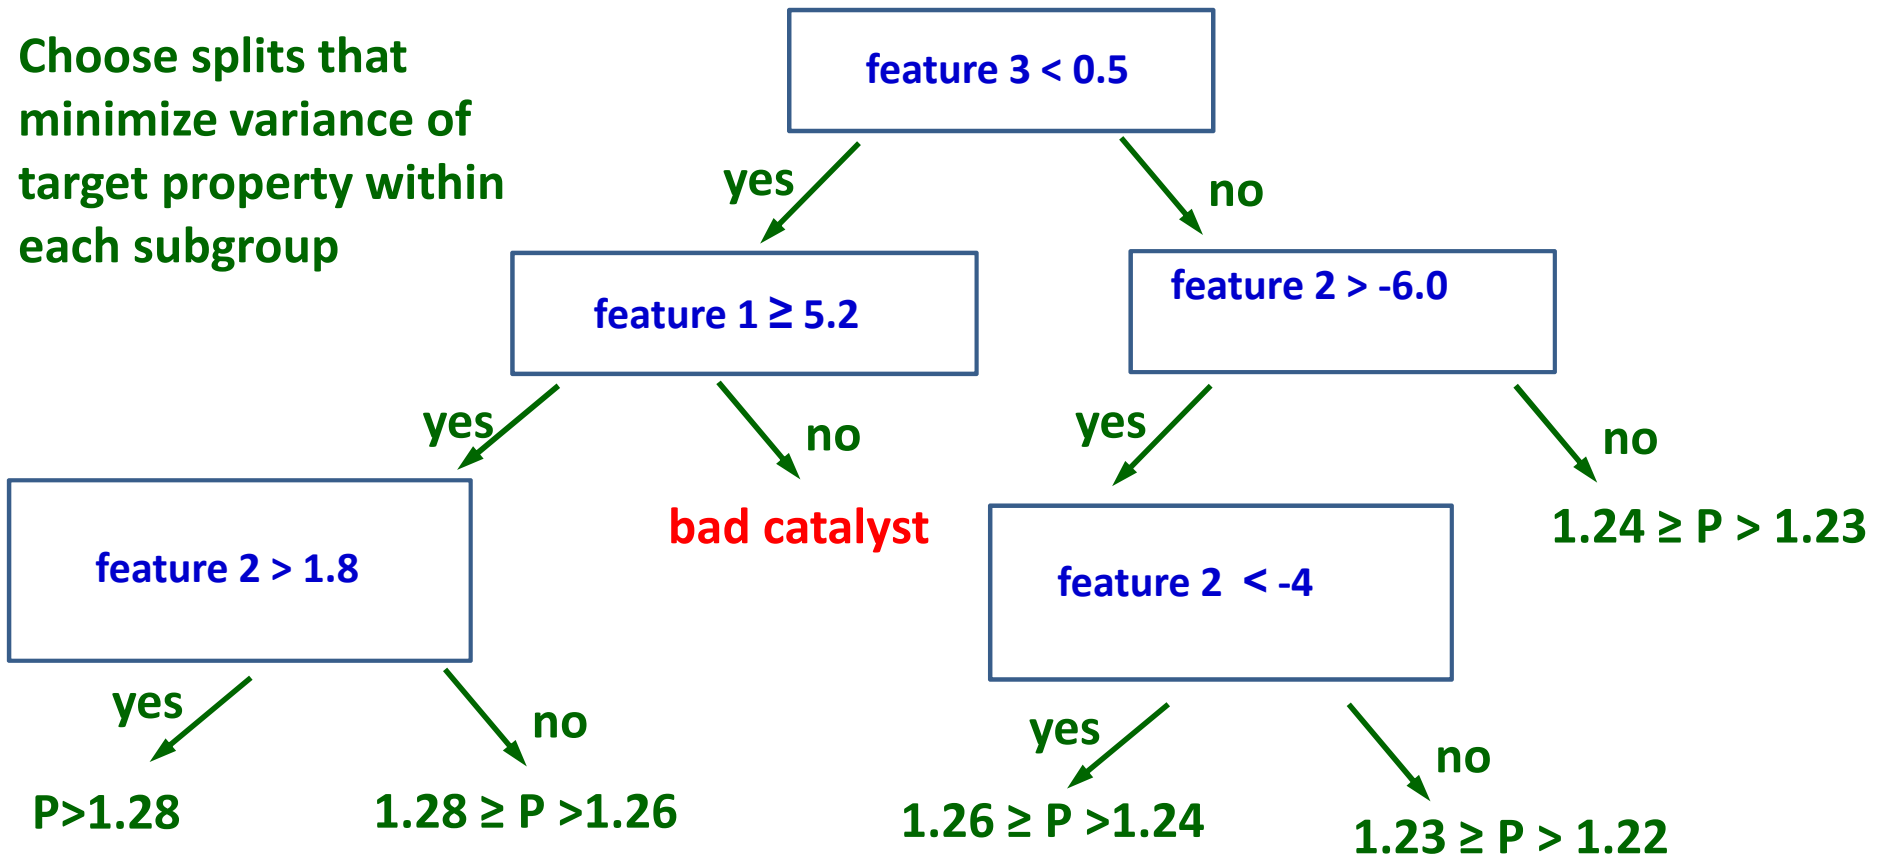 Choose splits that
minimize variance of
target property within
each subgroup
feature 3 < 0.5
yes
no
feature 1 ≥ 5.2
feature 2 > -6.0
yes
no
yes
no
feature 2 > 1.8
bad catalyst
feature 2 < -4
1.24 ≥ P > 1.23
yes
no
yes
no
P>1.28
1.28 ≥ P >1.26
1.26 ≥ P >1.24
1.23 ≥ P > 1.22